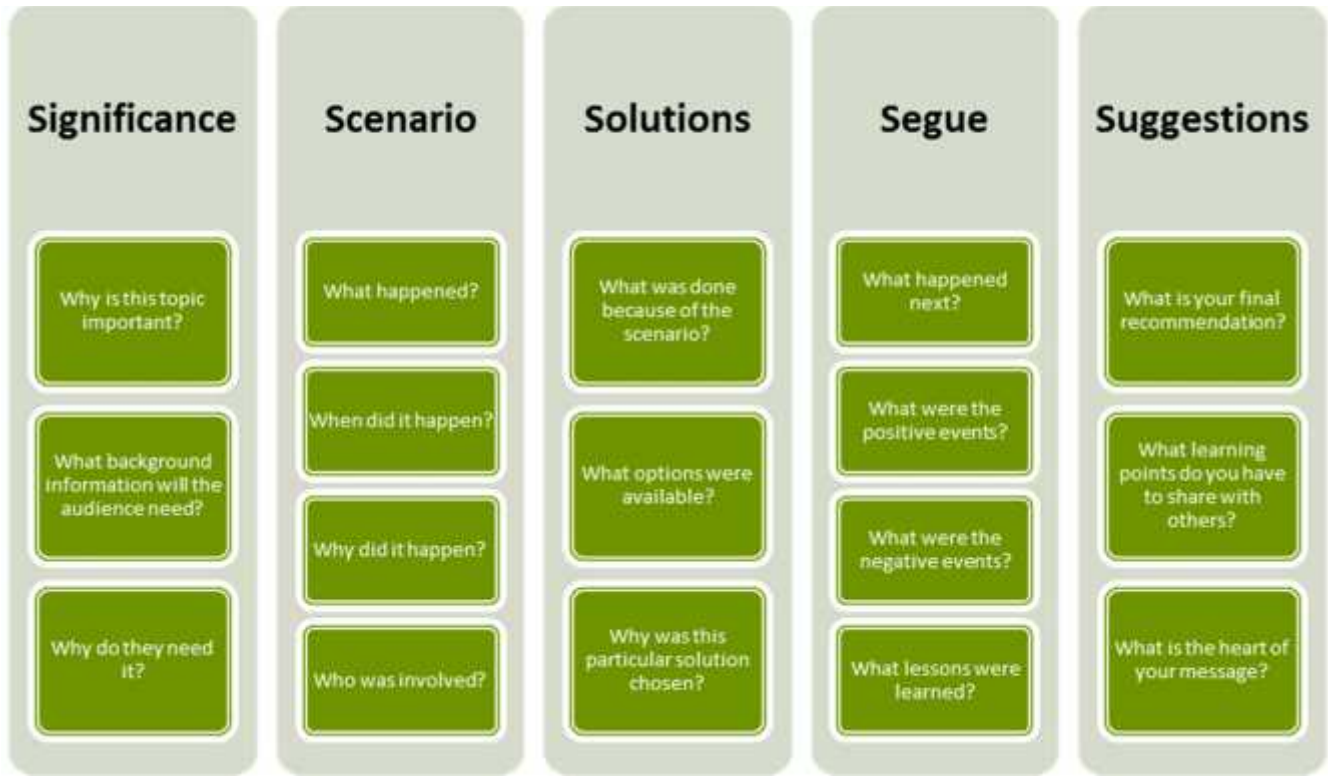 Significance
Why is this topic
important?
What background
information will the
audience need?
Why do they need
it?
Scenario
What happened?
When did it happen?
Why did it happen?
Who was involved?
Solutions
What was done
because of the
scenario?
What options were
available?
Why was this
particular solution
chosen?
Segue
What happened
next?
What were the
positive events?
What were the
negative events?
What lessons were
learned?
Suggestions
What is your final
recommendation?
What learning
points do you have
to share with
others?
What is the heart of
your message?